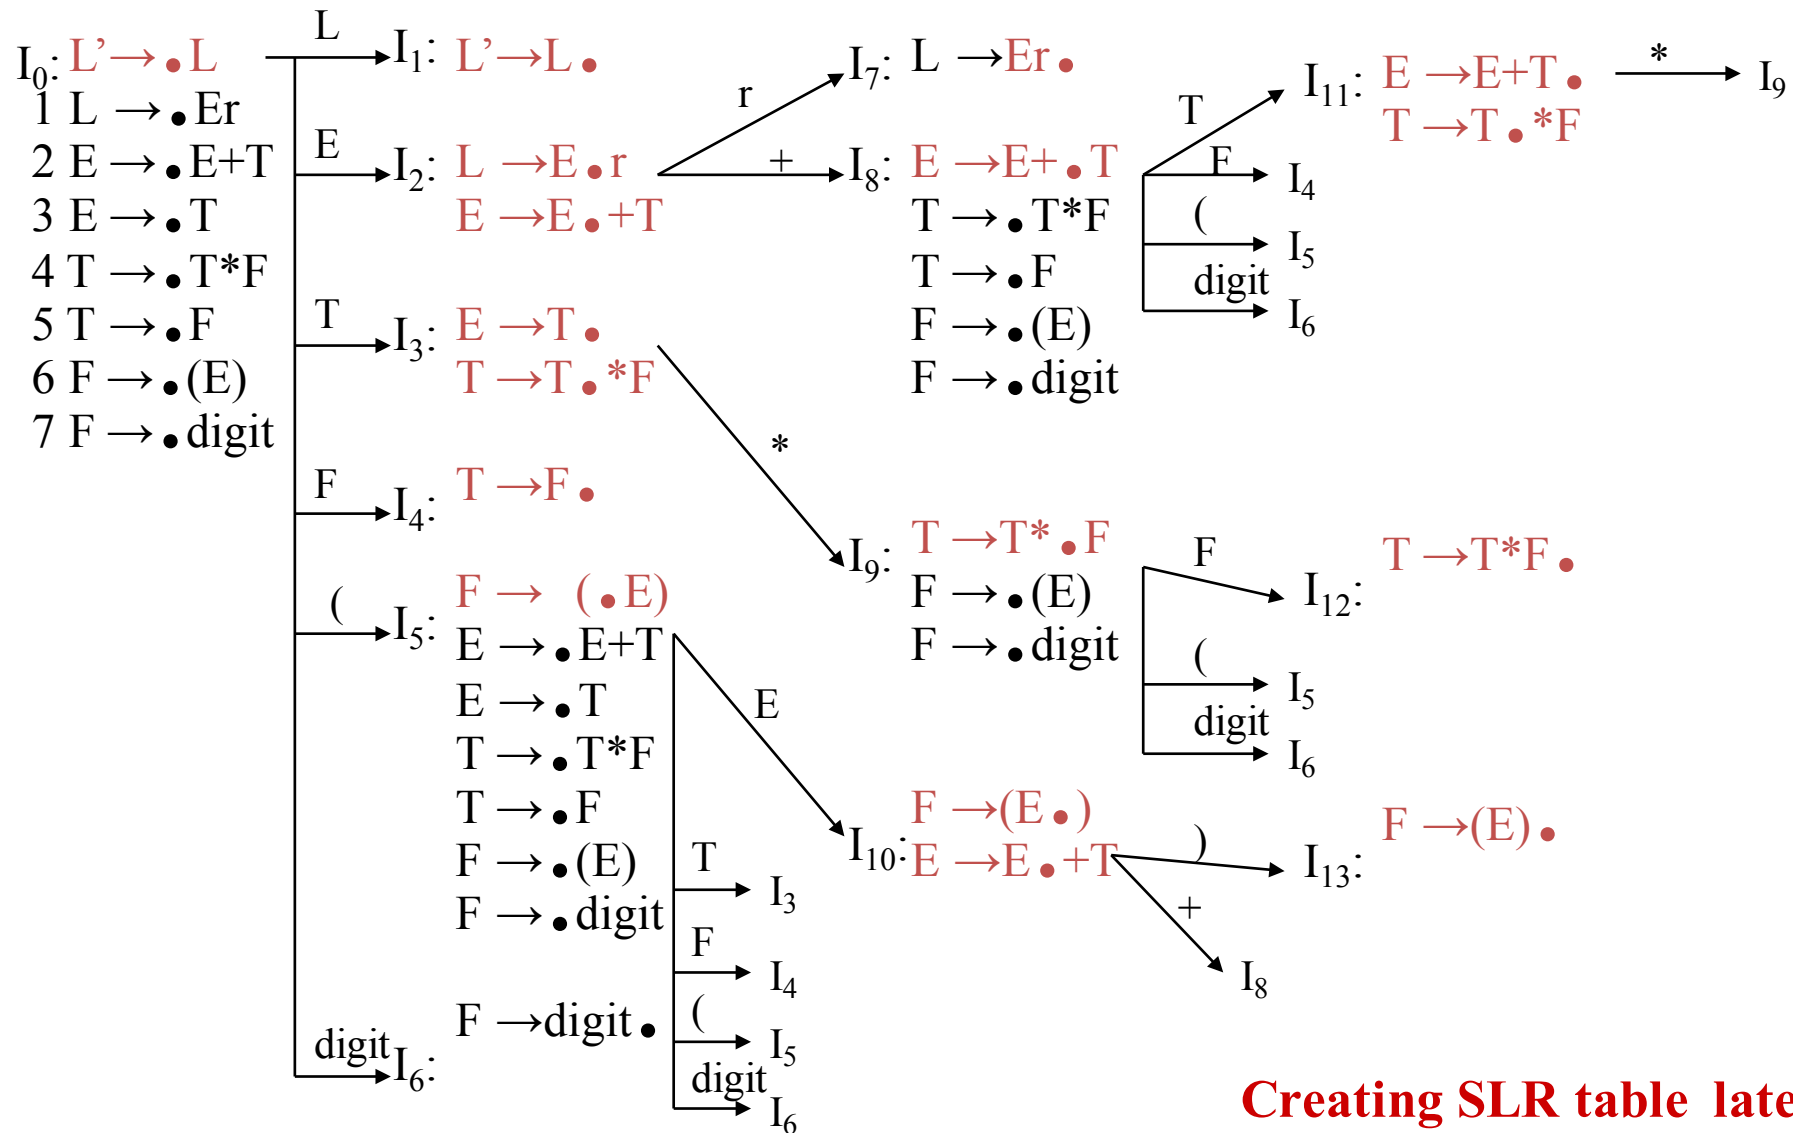 I0: L’→.L
1 L →.Er
2 E →.E+T
3 E →.T
4 T →.T*F
5 T →.F
6 F →.(E)
7 F →.digit
L
I1: L’→L.
E
I2: L →E.r
E →E.+T
T
I3: E →T.
T →T.*F
F
I4: T →F.
(
I5: F → (.E)
E →.E+T
E →.T
T →.T*F
T →.F
F →.(E)
F →.digit
digit
I6: F →digit.
r
I7: L →Er.
+
I8: E →E+.T
T →.T*F
T →.F
F →.(E)
F →.digit
*
I9: T →T*.F
F →.(E)
F →.digit
E
I10: F →(E.)
E →E.+T
T
I3
F
I4
(
I5
digit
I6
T
I11: E →E+T.
T →T.*F
*
I9
F
I4
(
I5
digit
I6
F
I12: T →T*F.
(
I5
digit
I6
)
I13: F →(E).
+
I8
Creating SLR table late